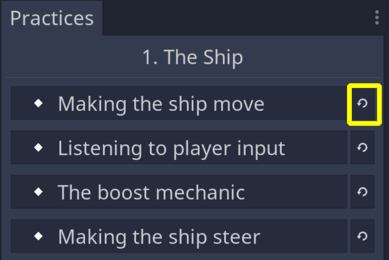 Practices
1. The Ship
Making the ship move
Listening to player input
The boost mechanic
Making the ship steer